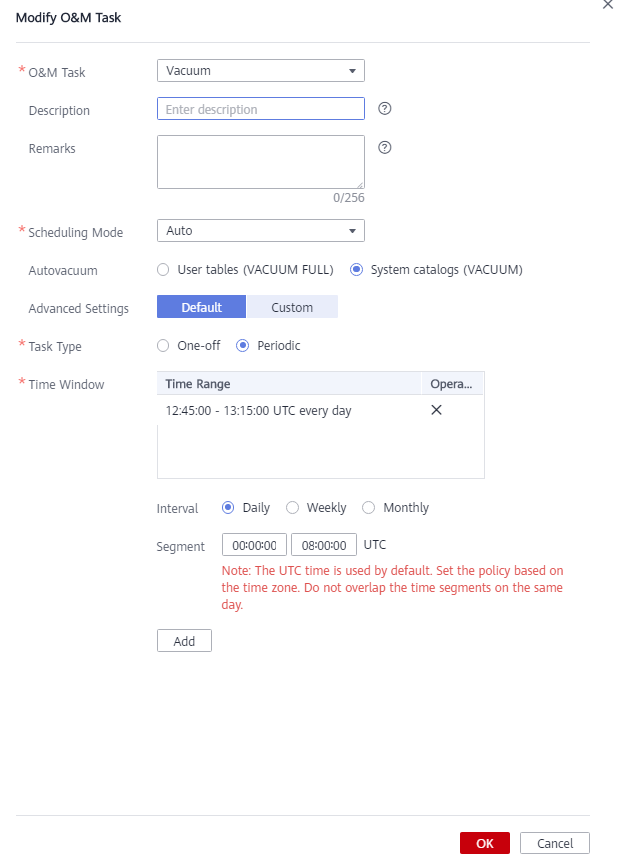 Modify O&M Task
* O&M Task Vacuum
Description Enter description
Remarks
0/256
* Scheduling Mode Auto
Autovacuum User tables (VACUUM FULL) System catalogs (VACUUM)
Advanced Settings Default Custom
* Task Type One-off Periodic
* Time Window Time Range Opera...
12:45:00 - 13:15:00 UTC every day
Interval Daily Weekly Monthly
Segment 00:00:00 08:00:00 UTC
Note: The UTC time is used by default. Set the policy based on
the time zone. Do not overlap the time segments on the same
day.
Add
OK Cancel